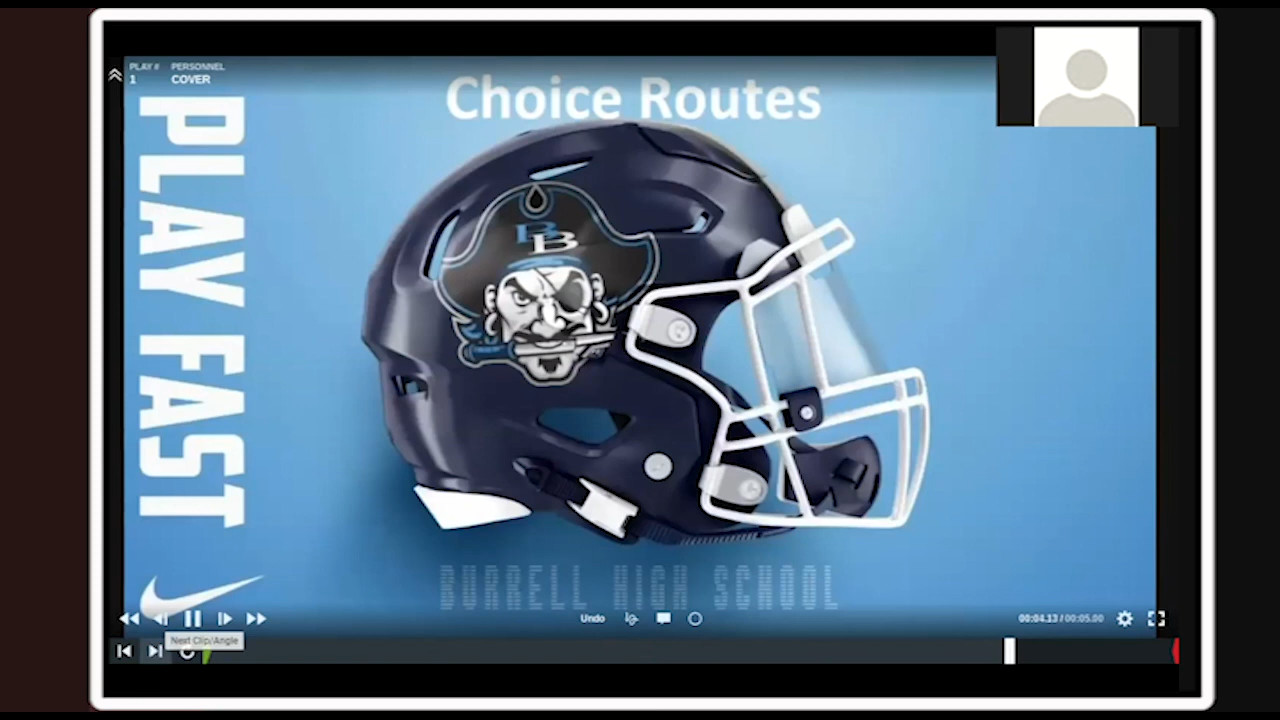 PLAY # PERSONNEL
1 COVER
Choice Routes
PLAY FAST
BB
BURRELL HIGH SCHOOL
Undo
00:04.13 / 00:05.00
Next Clip/Angle